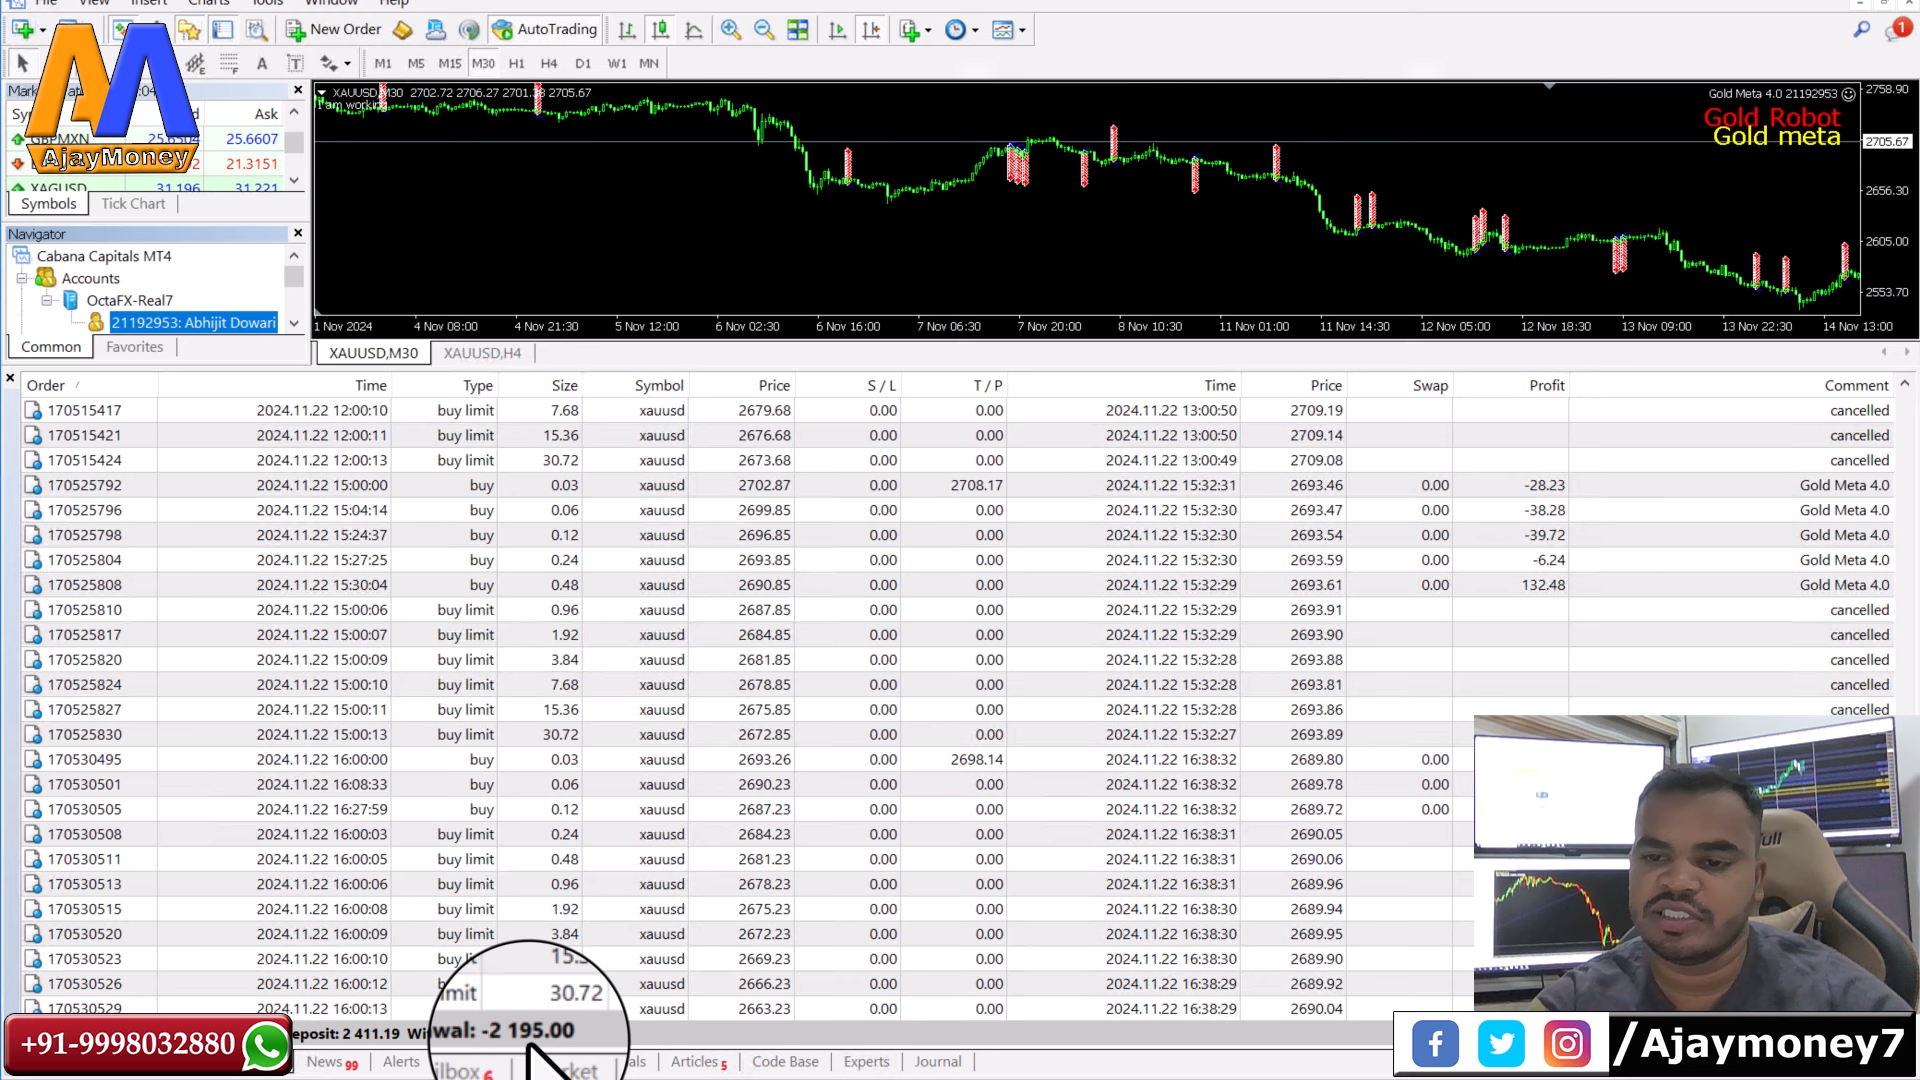 File View Insert Charts Tools Window Help
New Order AutoTrading 1
A T M1 M5 M15 M30 H1 H4 D1 W1 MN
AM
AjayMoney
Ask
GBPMXN 25.6504 25.6607
21.3151
XAGUSD 31.196 31.221
Symbols Tick Chart
Navigator
Cabana Capitals MT4
Accounts
OctaFX-Real7
21192953: Abhijit Dowari
Common Favorites
XAUUSD,M30 2702.72 2706.27 2705.67
I am working
Gold Meta 4.0 21192953
Gold Robot
Gold meta
2758.90
2705.67
2656.30
2605.00
2553.70
1 Nov 2024 4 Nov 08:00 4 Nov 21:30 5 Nov 12:00 6 Nov 02:30 6 Nov 16:00 7 Nov 06:30 7 Nov 20:00 8 Nov 10:30 11 Nov 01:00 11 Nov 14:30 12 Nov 05:00 12 Nov 18:30 13 Nov 09:00 13 Nov 22:30 14 Nov 13:00
XAUUSD,M30 XAUUSD,H4
Order Time Type Size Symbol Price S / L T / P Time Price Swap Profit Comment
170515417 2024.11.22 12:00:10 buy limit 7.68 xauusd 2679.68 0.00 0.00 2024.11.22 13:00:50 2709.19 cancelled
170515421 2024.11.22 12:00:11 buy limit 15.36 xauusd 2676.68 0.00 0.00 2024.11.22 13:00:50 2709.14 cancelled
170515424 2024.11.22 12:00:13 buy limit 30.72 xauusd 2673.68 0.00 0.00 2024.11.22 13:00:49 2709.08 cancelled
170525792 2024.11.22 15:00:00 buy 0.03 xauusd 2702.87 0.00 2708.17 2024.11.22 15:32:31 2693.46 0.00 -28.23 Gold Meta 4.0
170525796 2024.11.22 15:04:14 buy 0.06 xauusd 2699.85 0.00 0.00 2024.11.22 15:32:30 2693.47 0.00 -38.28 Gold Meta 4.0
170525798 2024.11.22 15:24:37 buy 0.12 xauusd 2696.85 0.00 0.00 2024.11.22 15:32:30 2693.54 0.00 -39.72 Gold Meta 4.0
170525804 2024.11.22 15:27:25 buy 0.24 xauusd 2693.85 0.00 0.00 2024.11.22 15:32:30 2693.59 0.00 -6.24 Gold Meta 4.0
170525808 2024.11.22 15:30:04 buy 0.48 xauusd 2690.85 0.00 0.00 2024.11.22 15:32:29 2693.61 0.00 132.48 Gold Meta 4.0
170525810 2024.11.22 15:00:06 buy limit 0.96 xauusd 2687.85 0.00 0.00 2024.11.22 15:32:29 2693.91 cancelled
170525817 2024.11.22 15:00:07 buy limit 1.92 xauusd 2684.85 0.00 0.00 2024.11.22 15:32:29 2693.90 cancelled
170525820 2024.11.22 15:00:09 buy limit 3.84 xauusd 2681.85 0.00 0.00 2024.11.22 15:32:28 2693.88 cancelled
170525824 2024.11.22 15:00:10 buy limit 7.68 xauusd 2678.85 0.00 0.00 2024.11.22 15:32:28 2693.81 cancelled
170525827 2024.11.22 15:00:11 buy limit 15.36 xauusd 2675.85 0.00 0.00 2024.11.22 15:32:28 2693.86 cancelled
170525830 2024.11.22 15:00:13 buy limit 30.72 xauusd 2672.85 0.00 0.00 2024.11.22 15:32:27 2693.89
170530495 2024.11.22 16:00:00 buy 0.03 xauusd 2693.26 0.00 2698.14 2024.11.22 16:38:32 2689.80 0.00
170530501 2024.11.22 16:08:33 buy 0.06 xauusd 2690.23 0.00 0.00 2024.11.22 16:38:32 2689.78 0.00
170530505 2024.11.22 16:27:59 buy 0.12 xauusd 2687.23 0.00 0.00 2024.11.22 16:38:32 2689.72 0.00
170530508 2024.11.22 16:00:03 buy limit 0.24 xauusd 2684.23 0.00 0.00 2024.11.22 16:38:31 2690.05
170530511 2024.11.22 16:00:05 buy limit 0.48 xauusd 2681.23 0.00 0.00 2024.11.22 16:38:31 2690.06
170530513 2024.11.22 16:00:06 buy limit 0.96 xauusd 2678.23 0.00 0.00 2024.11.22 16:38:31 2689.96
170530515 2024.11.22 16:00:08 buy limit 1.92 xauusd 2675.23 0.00 0.00 2024.11.22 16:38:30 2689.94
170530520 2024.11.22 16:00:09 buy limit 3.84 xauusd 2672.23 0.00 0.00 2024.11.22 16:38:30 2689.95
170530523 2024.11.22 16:00:10 buy li 15. xauusd 2669.23 0.00 0.00 2024.11.22 16:38:30 2689.90
170530526 2024.11.22 16:00:12 imit 30.72 xauusd 2666.23 0.00 0.00 2024.11.22 16:38:29 2689.92
170530529 2024.11.22 16:00:13 xauusd 2663.23 0.00 0.00 2024.11.22 16:38:29 2690.04
eposit: 2 411.19 Wi wal: -2 195.00
News 99 Alerts ilbox 6 rket als Articles 5 Code Base Experts Journal
+91-9998032880
/Ajaymoney7